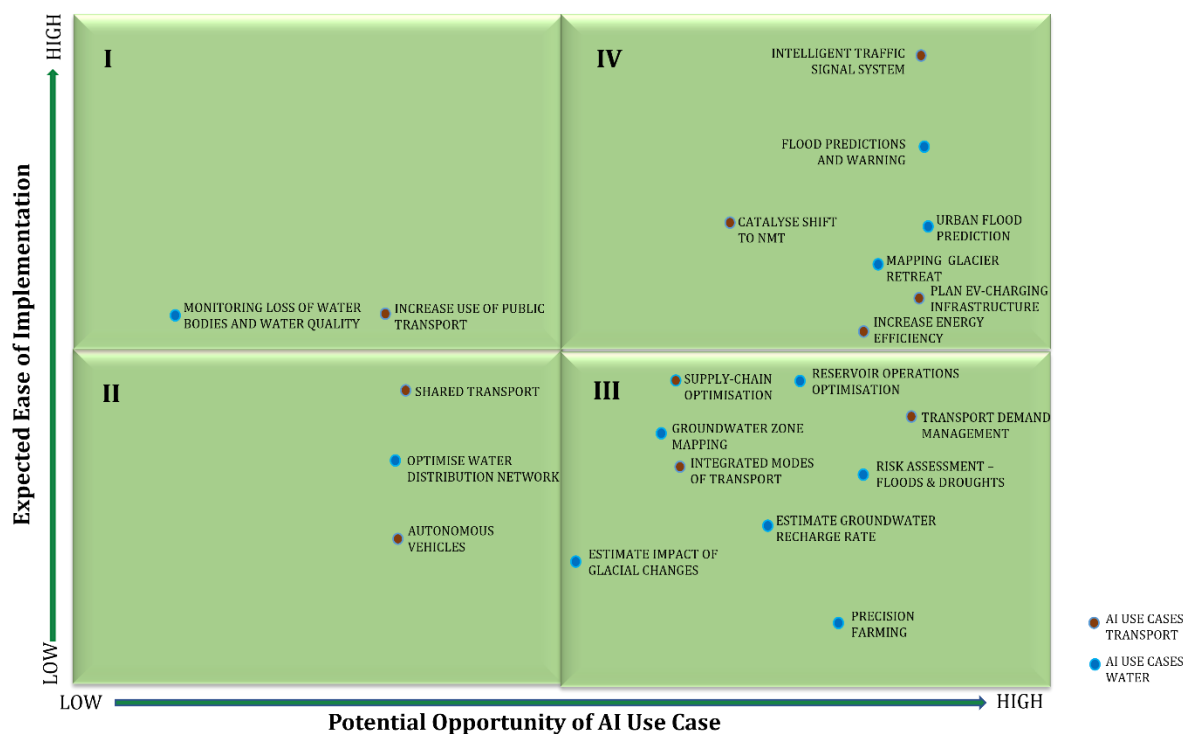 HIGH
Expected Ease of Implementation
LOW
I
MONITORING LOSS OF WATER
BODIES AND WATER QUALITY
INCREASE USE OF PUBLIC
TRANSPORT
IV
INTELLIGENT TRAFFIC
SIGNAL SYSTEM
FLOOD PREDICTIONS
AND WARNING
CATALYSE SHIFT
TO NMT
URBAN FLOOD
PREDICTION
MAPPING GLACIER
RETREAT
PLAN EV-CHARGING
INFRASTRUCTURE
INCREASE ENERGY
EFFICIENCY
II
SHARED TRANSPORT
OPTIMISE WATER
DISTRIBUTION NETWORK
AUTONOMOUS
VEHICLES
III
SUPPLY-CHAIN
OPTIMISATION
RESERVOIR OPERATIONS
OPTIMISATION
TRANSPORT DEMAND
MANAGEMENT
GROUNDWATER ZONE
MAPPING
INTEGRATED MODES
OF TRANSPORT
RISK ASSESSMENT –
FLOODS & DROUGHTS
ESTIMATE GROUNDWATER
RECHARGE RATE
ESTIMATE IMPACT OF
GLACIAL CHANGES
PRECISION
FARMING
AI USE CASES
TRANSPORT
AI USE CASES
WATER
LOW
HIGH
Potential Opportunity of AI Use Case